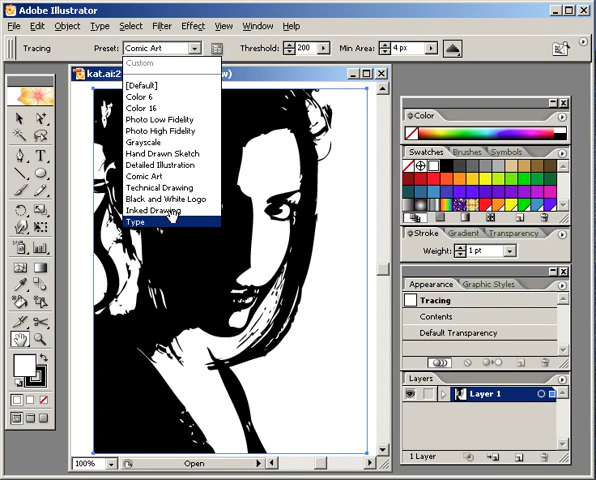 Adobe Illustrator
File Edit Object Type Select Filter Effect View Window Help
Tracing Preset: Comic Art Threshold: 200 Min Area: 4 px
kat.ai:2
w)
Custom
[Default]
Color 6
Color 16
Photo Low Fidelity
Photo High Fidelity
Grayscale
Hand Drawn Sketch
Detailed Illustration
Comic Art
Technical Drawing
Black and White Logo
Inked Drawing
Type
Color
Swatches Brushes Symbols
Stroke Gradient Transparency
Weight: 1 pt
Appearance Graphic Styles
Tracing
Contents
Default Transparency
Layers
Layer 1
1 Layer
100% Open